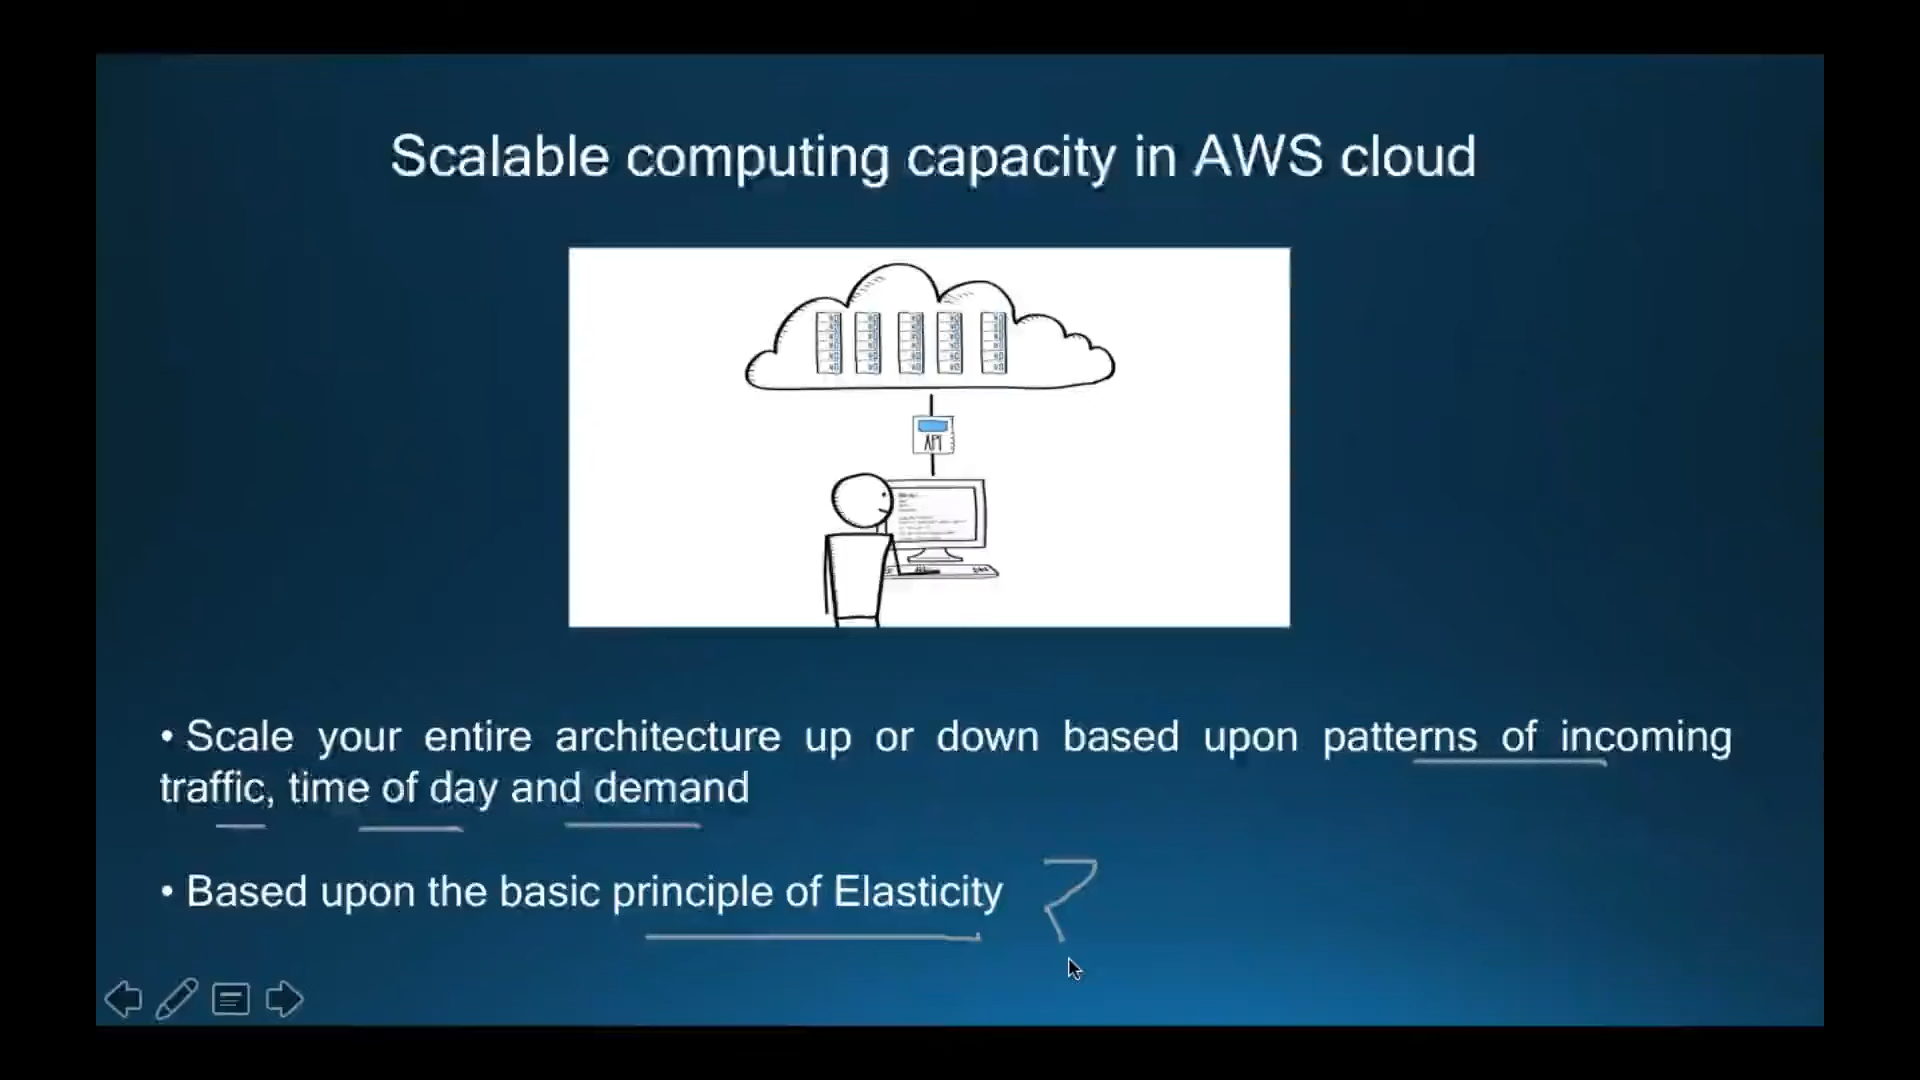 Scalable computing capacity in AWS cloud
API
• Scale your entire architecture up or down based upon patterns of incoming
traffic, time of day and demand
• Based upon the basic principle of Elasticity ?